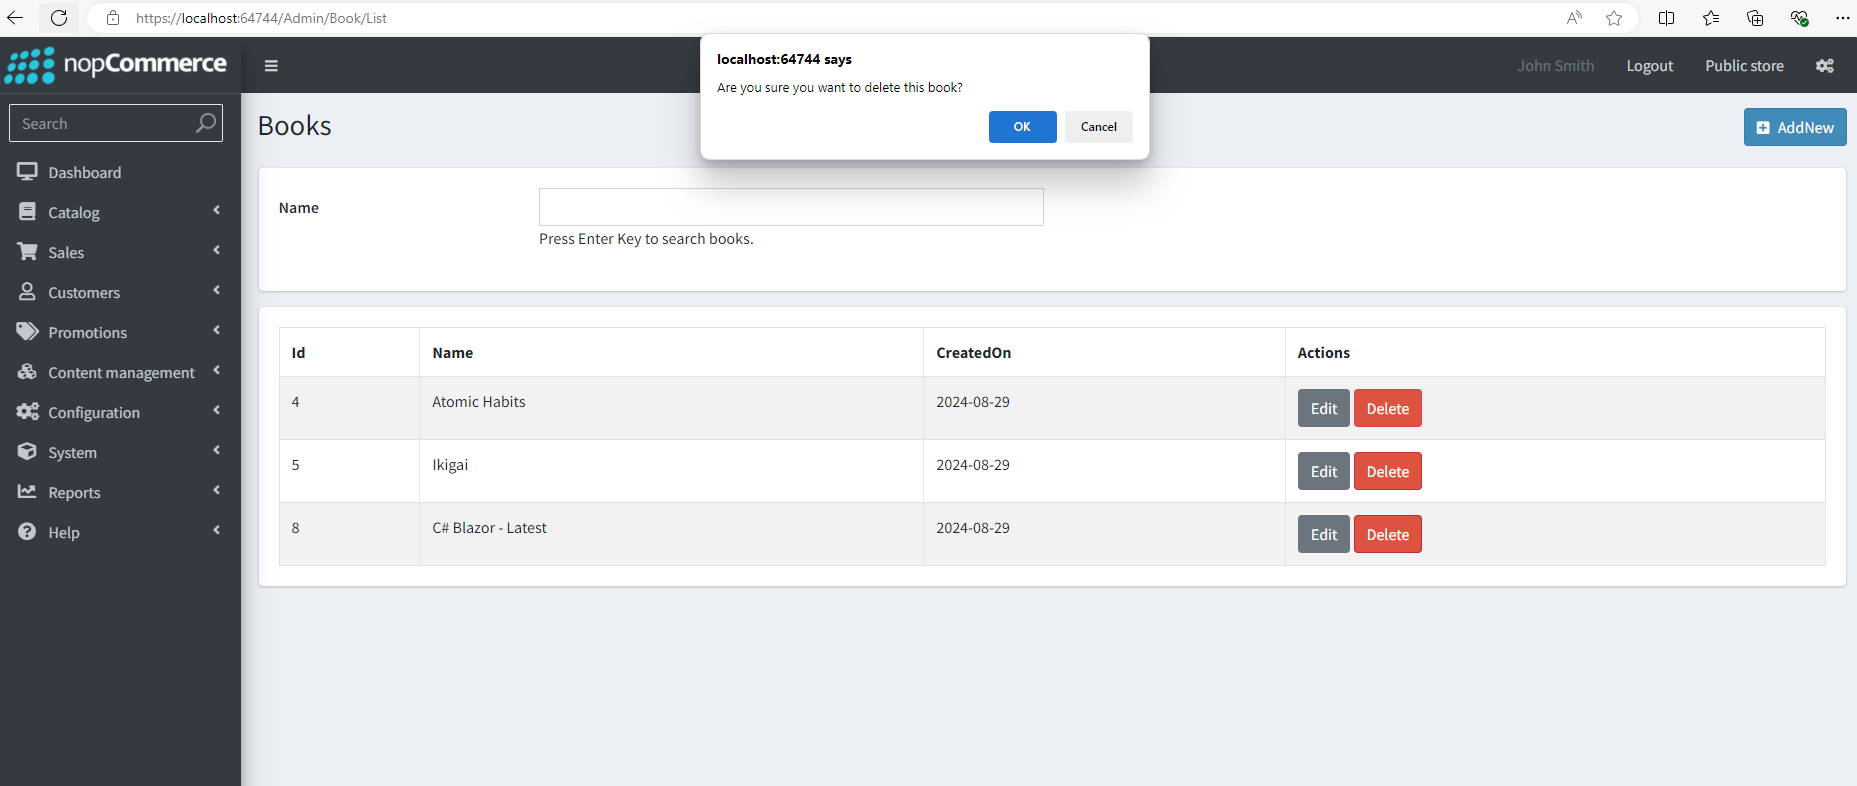 https://localhost:64744/Admin/Book/List
nopCommerce
John Smith
Logout
Public store
localhost:64744 says
Are you sure you want to delete this book?
OK
Cancel
Search
Dashboard
Catalog
Sales
Customers
Promotions
Content management
Configuration
System
Reports
Help
Books
AddNew
Name
Press Enter Key to search books.
Id Name CreatedOn Actions
4 Atomic Habits 2024-08-29 Edit Delete
5 Ikigai 2024-08-29 Edit Delete
8 C# Blazor - Latest 2024-08-29 Edit Delete